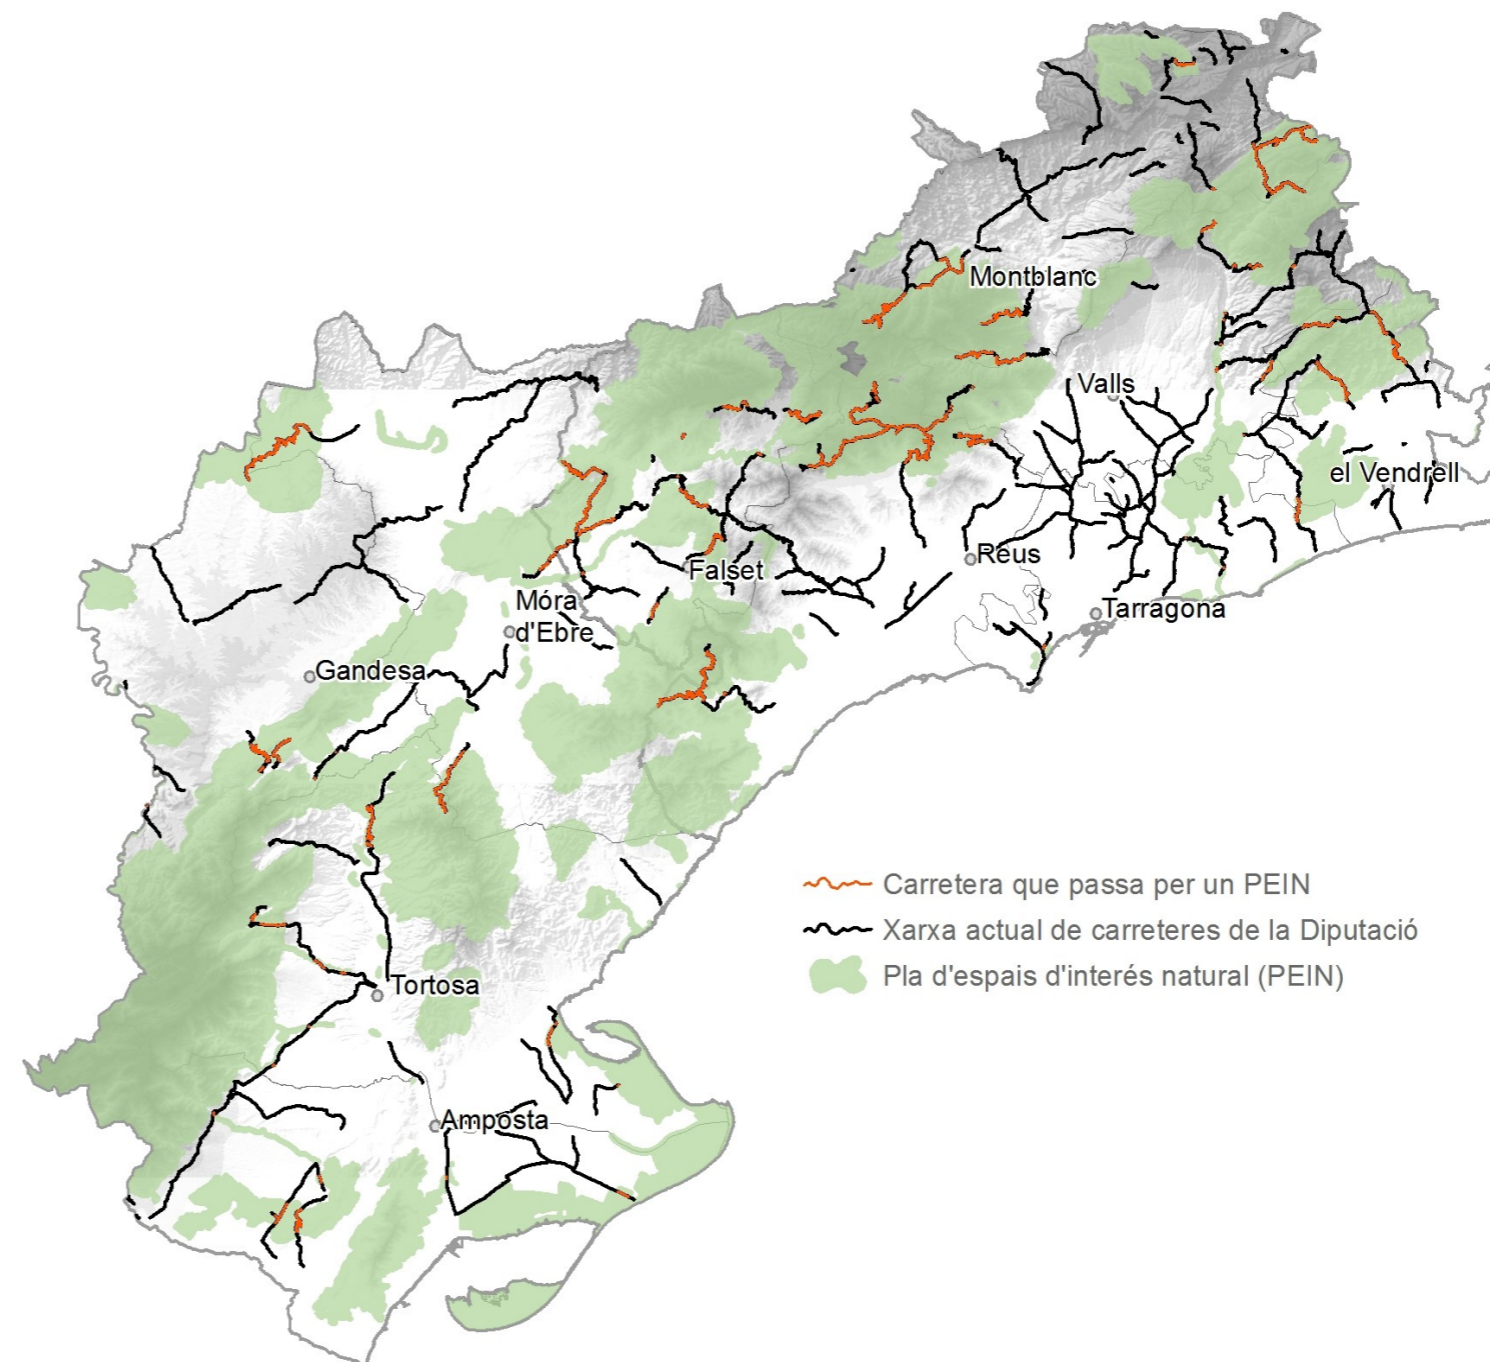 Montblanc
Valls
el Vendrell
Reus
Falset
Móra
d'Ebre
Tarragona
Gandesa
Carretera que passa per un PEIN
Xarxa actual de carreteres de la Diputació
Pla d'espais d'interés natural (PEIN)
Tortosa
Amposta